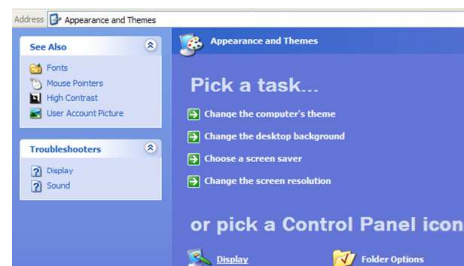 Address Appearance and Themes
See Also
Fonts
Mouse Pointers
High Contrast
User Account Picture
Troubleshooters
Display
Sound
Appearance and Themes
Pick a task...
Change the computer's theme
Change the desktop background
Choose a screen saver
Change the screen resolution
or pick a Control Panel icon
Display
Folder Options